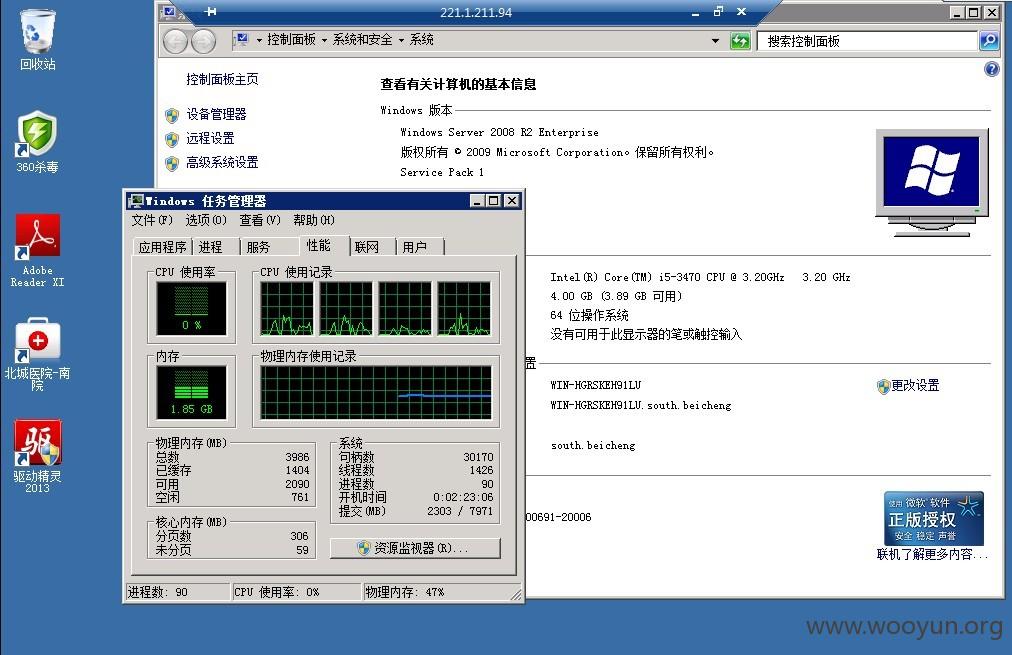 221.1.211.94
回收站
控制面板
系统和安全
系统
搜索控制面板
控制面板主页
设备管理器
远程设置
高级系统设置
查看有关计算机的基本信息
Windows 版本
Windows Server 2008 R2 Enterprise
版权所有 © 2009 Microsoft Corporation。保留所有权利。
Service Pack 1
360杀毒
Adobe
Reader XI
北城医院-南
院
驱动精灵
2013
Intel(R) Core(TM) i5-3470 CPU @ 3.20GHz 3.20 GHz
4.00 GB (3.89 GB 可用)
64 位操作系统
没有可用于此显示器的笔或触控输入
置
WIN-HGRSKEH91LU
更改设置
WIN-HGRSKEH91LU.south.beicheng
south.beicheng
00691-20006
使用 微软 软件
正版授权
安全 稳定 声誉
联机了解更多内容...
Windows 任务管理器
文件(F) 选项(O) 查看(V) 帮助(H)
应用程序 进程 服务 性能 联网 用户
CPU 使用率
CPU 使用记录
0 %
内存
物理内存使用记录
1.85 GB
物理内存(MB)
总数 3986
已缓存 1404
可用 2090
空闲 761
核心内存(MB)
分页数 306
未分页 59
系统
句柄数 30170
线程数 1426
进程数 90
开机时间 0:02:23:06
提交(MB) 2303 / 7971
资源监视器(R)...
进程数: 90 CPU 使用率: 0% 物理内存: 47%
驱
www.wooyun.org